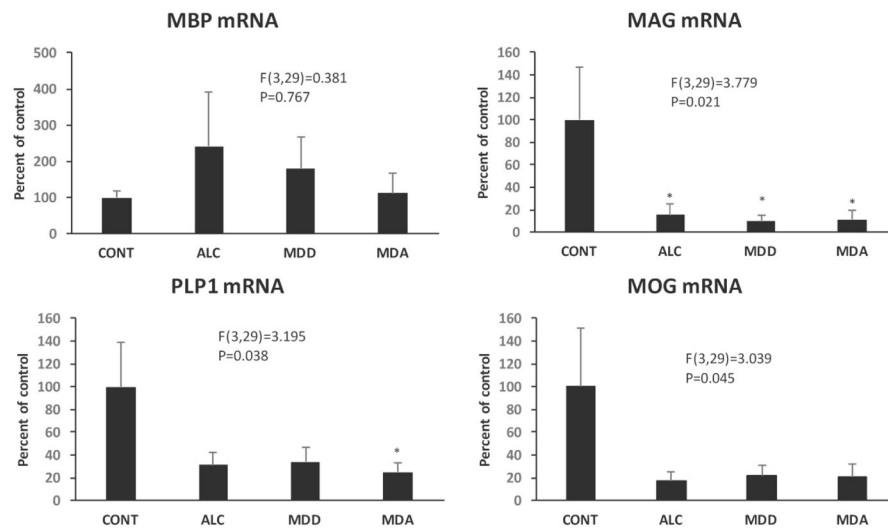 MBP mRNA
Percent of control
500
400
300
200
100
0
F(3,29)=0.381
P=0.767
CONT ALC MDD MDA
MAG mRNA
Percent of control
160
140
120
100
80
60
40
20
0
F(3,29)=3.779
P=0.021
* * *
CONT ALC MDD MDA
PLP1 mRNA
Percent of control
160
140
120
100
80
60
40
20
0
F(3,29)=3.195
P=0.038
*
CONT ALC MDD MDA
MOG mRNA
Percent of control
160
140
120
100
80
60
40
20
0
F(3,29)=3.039
P=0.045
CONT ALC MDD MDA